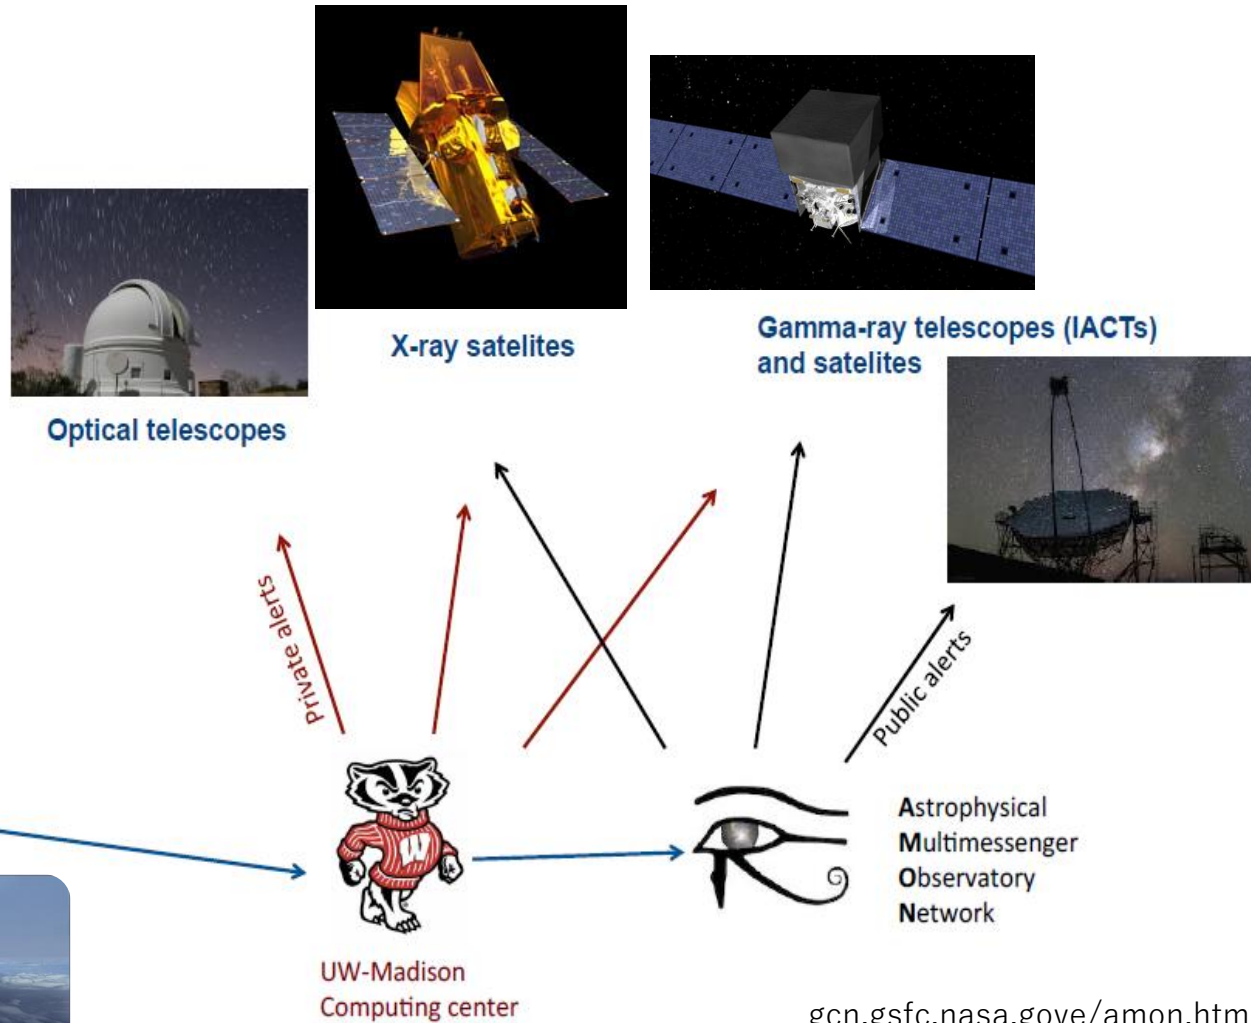 X-ray satelites
Gamma-ray telescopes (IACTs)
and satelites
Optical telescopes
Private alerts
Public alerts
W
Astrophysical
Multimessenger
Observatory
Network
UW-Madison
Computing center
gcn.gsfc.nasa.gove/amon.htm